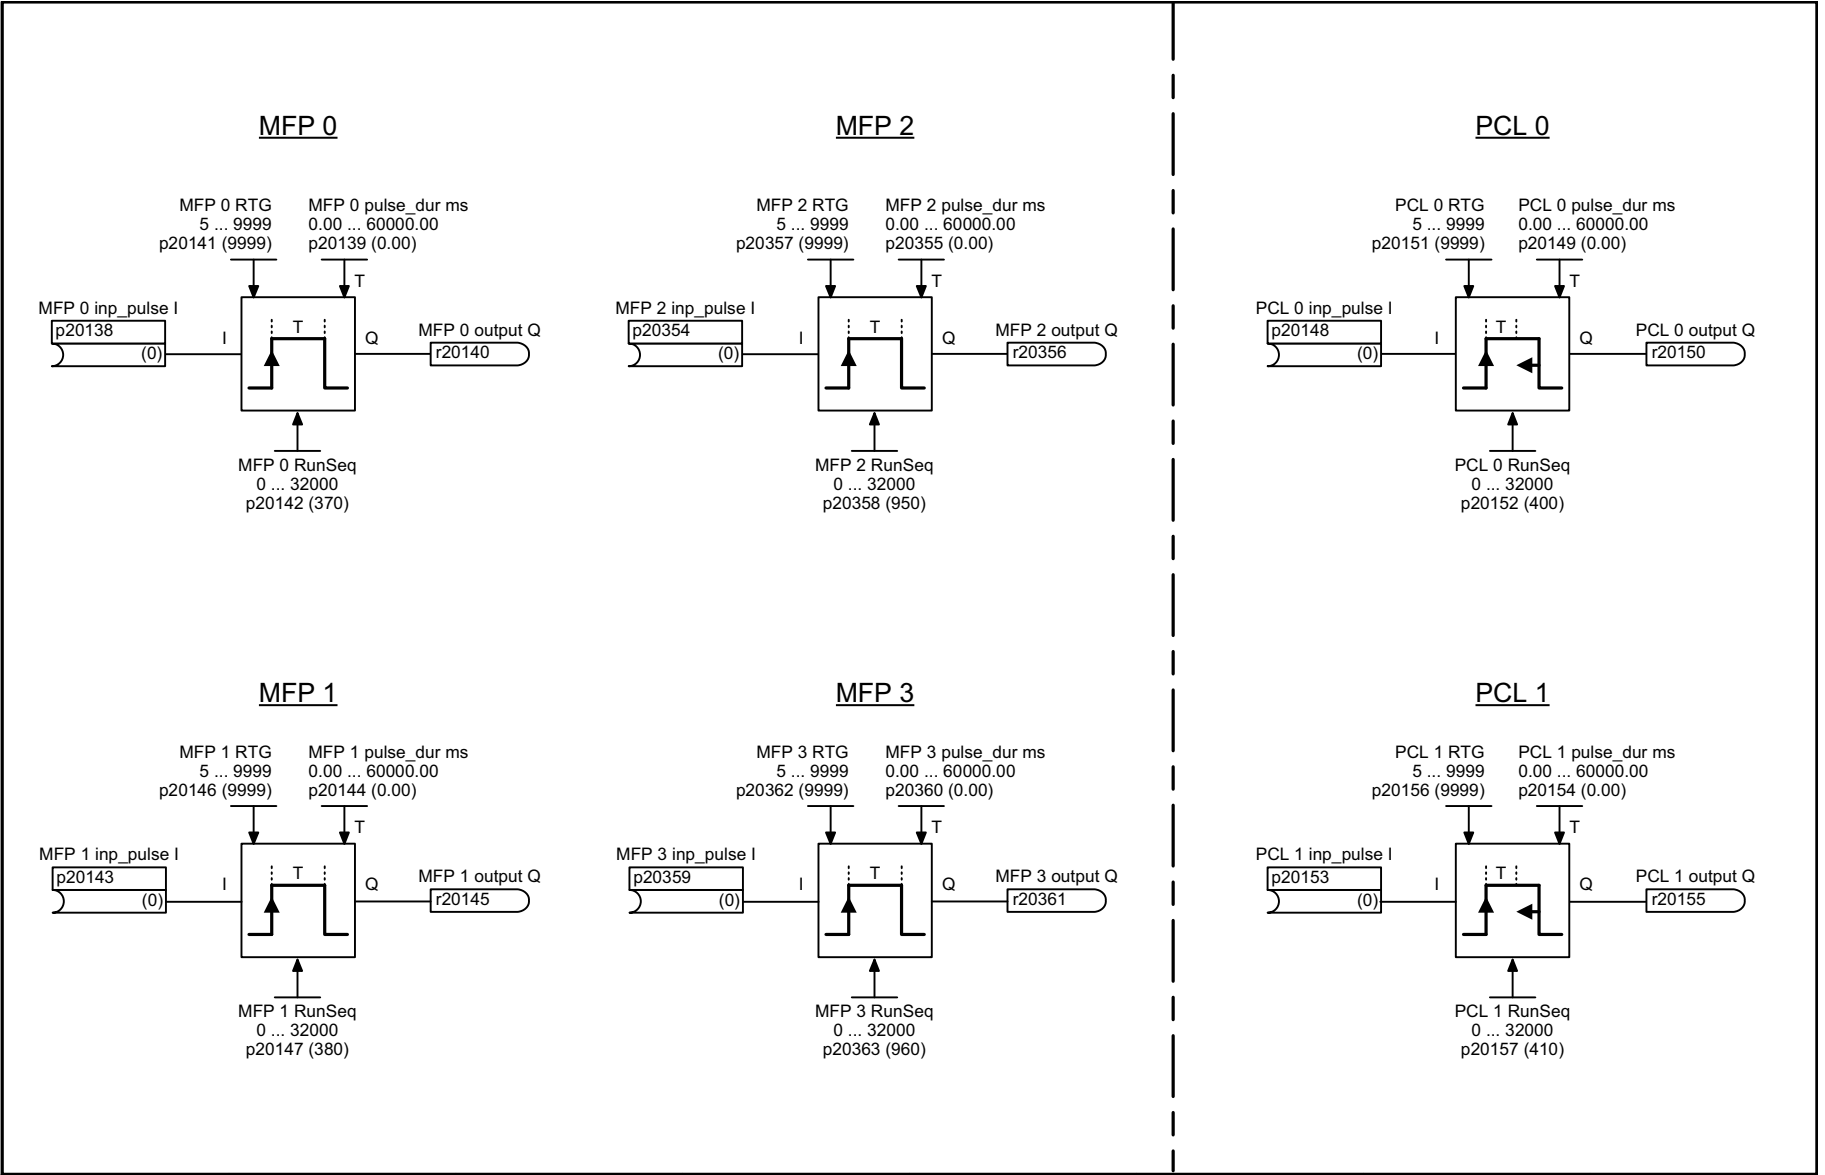 MFP 0
MFP 0 RTG
5 ... 9999
p20141 (9999)
MFP 0 pulse_dur ms
0.00 ... 60000.00
p20139 (0.00)
T
MFP 0 inp_pulse I
p20138
(0)
I
T
Q
MFP 0 output Q
r20140
MFP 0 RunSeq
0 ... 32000
p20142 (370)
MFP 2
MFP 2 RTG
5 ... 9999
p20357 (9999)
MFP 2 pulse_dur ms
0.00 ... 60000.00
p20355 (0.00)
T
MFP 2 inp_pulse I
p20354
(0)
I
T
Q
MFP 2 output Q
r20356
MFP 2 RunSeq
0 ... 32000
p20358 (950)
PCL 0
PCL 0 RTG
5 ... 9999
p20151 (9999)
PCL 0 pulse_dur ms
0.00 ... 60000.00
p20149 (0.00)
T
PCL 0 inp_pulse I
p20148
(0)
I
T
Q
PCL 0 output Q
r20150
PCL 0 RunSeq
0 ... 32000
p20152 (400)
MFP 1
MFP 1 RTG
5 ... 9999
p20146 (9999)
MFP 1 pulse_dur ms
0.00 ... 60000.00
p20144 (0.00)
T
MFP 1 inp_pulse I
p20143
(0)
I
T
Q
MFP 1 output Q
r20145
MFP 1 RunSeq
0 ... 32000
p20147 (380)
MFP 3
MFP 3 RTG
5 ... 9999
p20362 (9999)
MFP 3 pulse_dur ms
0.00 ... 60000.00
p20360 (0.00)
T
MFP 3 inp_pulse I
p20359
(0)
I
T
Q
MFP 3 output Q
r20361
MFP 3 RunSeq
0 ... 32000
p20363 (960)
PCL 1
PCL 1 RTG
5 ... 9999
p20156 (9999)
PCL 1 pulse_dur ms
0.00 ... 60000.00
p20154 (0.00)
T
PCL 1 inp_pulse I
p20153
(0)
I
T
Q
PCL 1 output Q
r20155
PCL 1 RunSeq
0 ... 32000
p20157 (410)